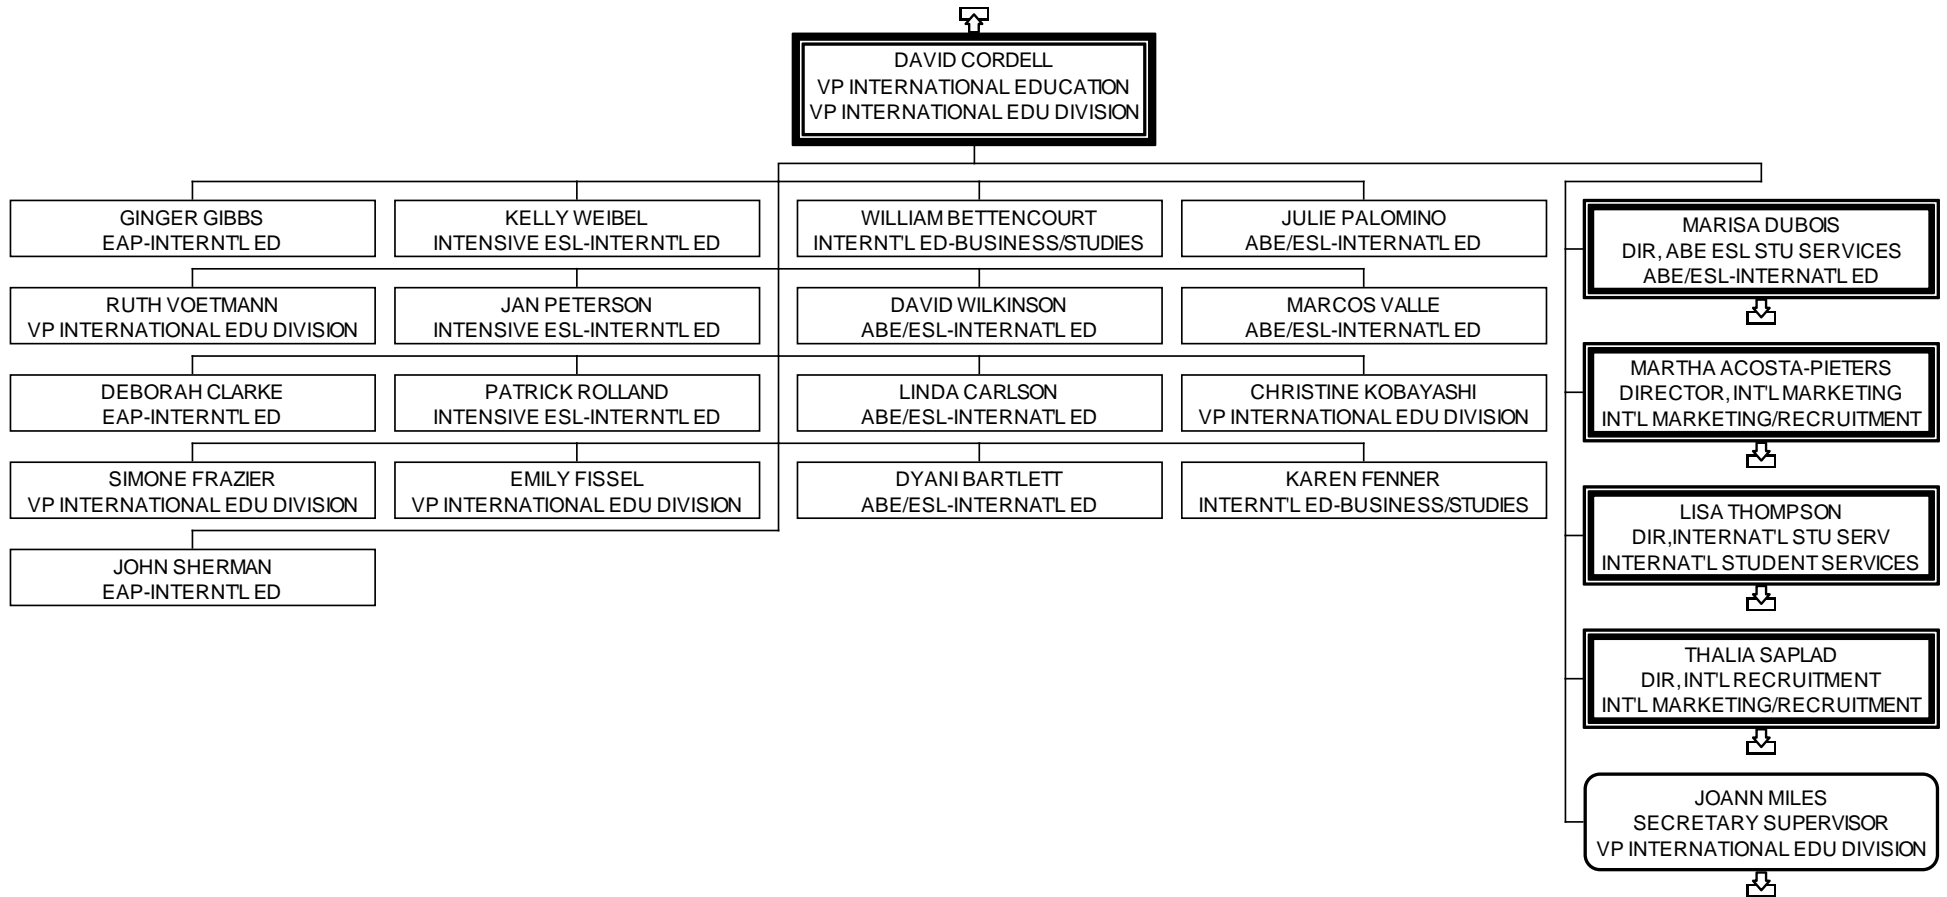 DAVID CORDELL
VP INTERNATIONAL EDUCATION
VP INTERNATIONAL EDU DIVISION
GINGER GIBBS
EAP-INTERNT'L ED
KELLY WEIBEL
INTENSIVE ESL-INTERNT'L ED
WILLIAM BETTENCOURT
INTERNT'L ED-BUSINESS/STUDIES
JULIE PALOMINO
ABE/ESL-INTERNAT'L ED
RUTH VOETMANN
VP INTERNATIONAL EDU DIVISION
JAN PETERSON
INTENSIVE ESL-INTERNT'L ED
DAVID WILKINSON
ABE/ESL-INTERNAT'L ED
MARCOS VALLE
ABE/ESL-INTERNAT'L ED
DEBORAH CLARKE
EAP-INTERNT'L ED
PATRICK ROLLAND
INTENSIVE ESL-INTERNT'L ED
LINDA CARLSON
ABE/ESL-INTERNAT'L ED
CHRISTINE KOBAYASHI
VP INTERNATIONAL EDU DIVISION
SIMONE FRAZIER
VP INTERNATIONAL EDU DIVISION
EMILY FISSEL
VP INTERNATIONAL EDU DIVISION
DYANI BARTLETT
ABE/ESL-INTERNAT'L ED
KAREN FENNER
INTERNT'L ED-BUSINESS/STUDIES
JOHN SHERMAN
EAP-INTERNT'L ED
MARISA DUBOIS
DIR, ABE ESL STU SERVICES
ABE/ESL-INTERNAT'L ED
MARTHA ACOSTA-PIETERS
DIRECTOR, INT'L MARKETING
INT'L MARKETING/RECRUITMENT
LISA THOMPSON
DIR,INTERNAT'L STU SERV
INTERNAT'L STUDENT SERVICES
THALIA SAPLAD
DIR, INT'L RECRUITMENT
INT'L MARKETING/RECRUITMENT
JOANN MILES
SECRETARY SUPERVISOR
VP INTERNATIONAL EDU DIVISION